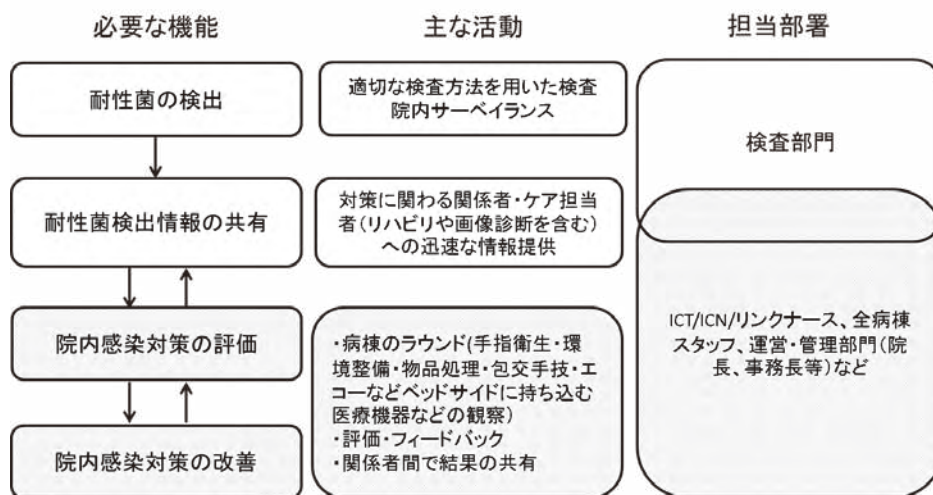 必要な機能
主な活動
担当部署
耐性菌の検出
適切な検査方法を用いた検査
院内サーベイランス
検査部門
耐性菌検出情報の共有
対策に関わる関係者・ケア担当
者(リハビリや画像診断を含む)
への迅速な情報提供
院内感染対策の評価
・病棟のラウンド(手指衛生・環
境整備・物品処理・包交手技・エ
コーなどベッドサイドに持ち込む
医療機器などの観察)
・評価・フィードバック
・関係者間で結果の共有
ICT/ICN/リンクナース、全病棟
スタッフ、運営・管理部門(院
長、事務長等)など
院内感染対策の改善